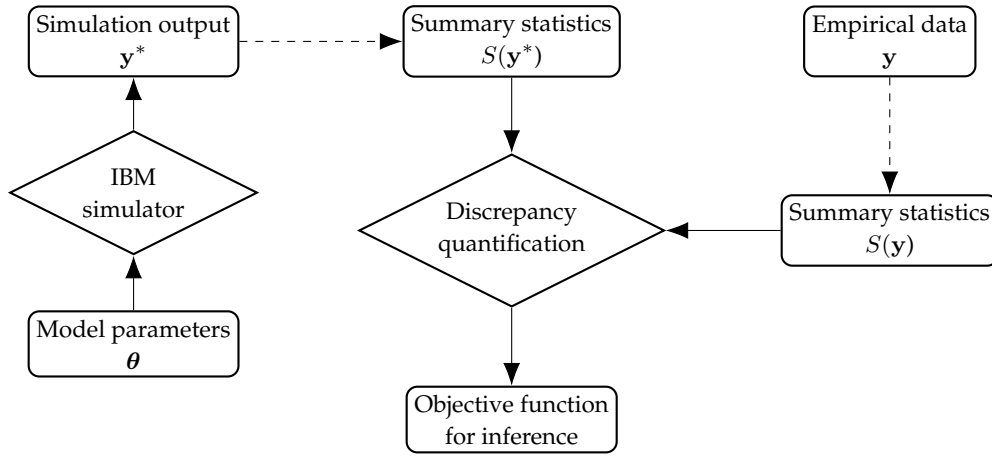 Simulation output
y*
Summary statistics
S(y*)
Empirical data
y
IBM
simulator
Discrepancy
quantification
Summary statistics
S(y)
Model parameters
θ
Objective function
for inference